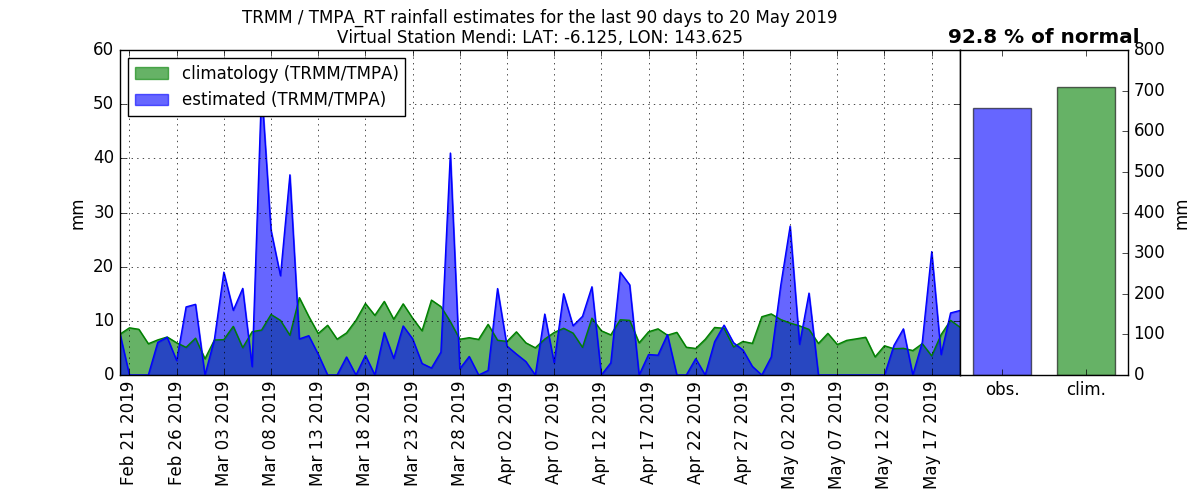 TRMM / TMPA_RT rainfall estimates for the last 90 days to 20 May 2019
Virtual Station Mendi: LAT: -6.125, LON: 143.625
92.8 % of normal
climatology (TRMM/TMPA)
estimated (TRMM/TMPA)
mm
60
50
40
30
20
10
0
Feb 21 2019
Feb 26 2019
Mar 03 2019
Mar 08 2019
Mar 13 2019
Mar 18 2019
Mar 23 2019
Mar 28 2019
Apr 02 2019
Apr 07 2019
Apr 12 2019
Apr 17 2019
Apr 22 2019
Apr 27 2019
May 02 2019
May 07 2019
May 12 2019
May 17 2019
obs.
clim.
800
700
600
500
400
300
200
100
0
mm